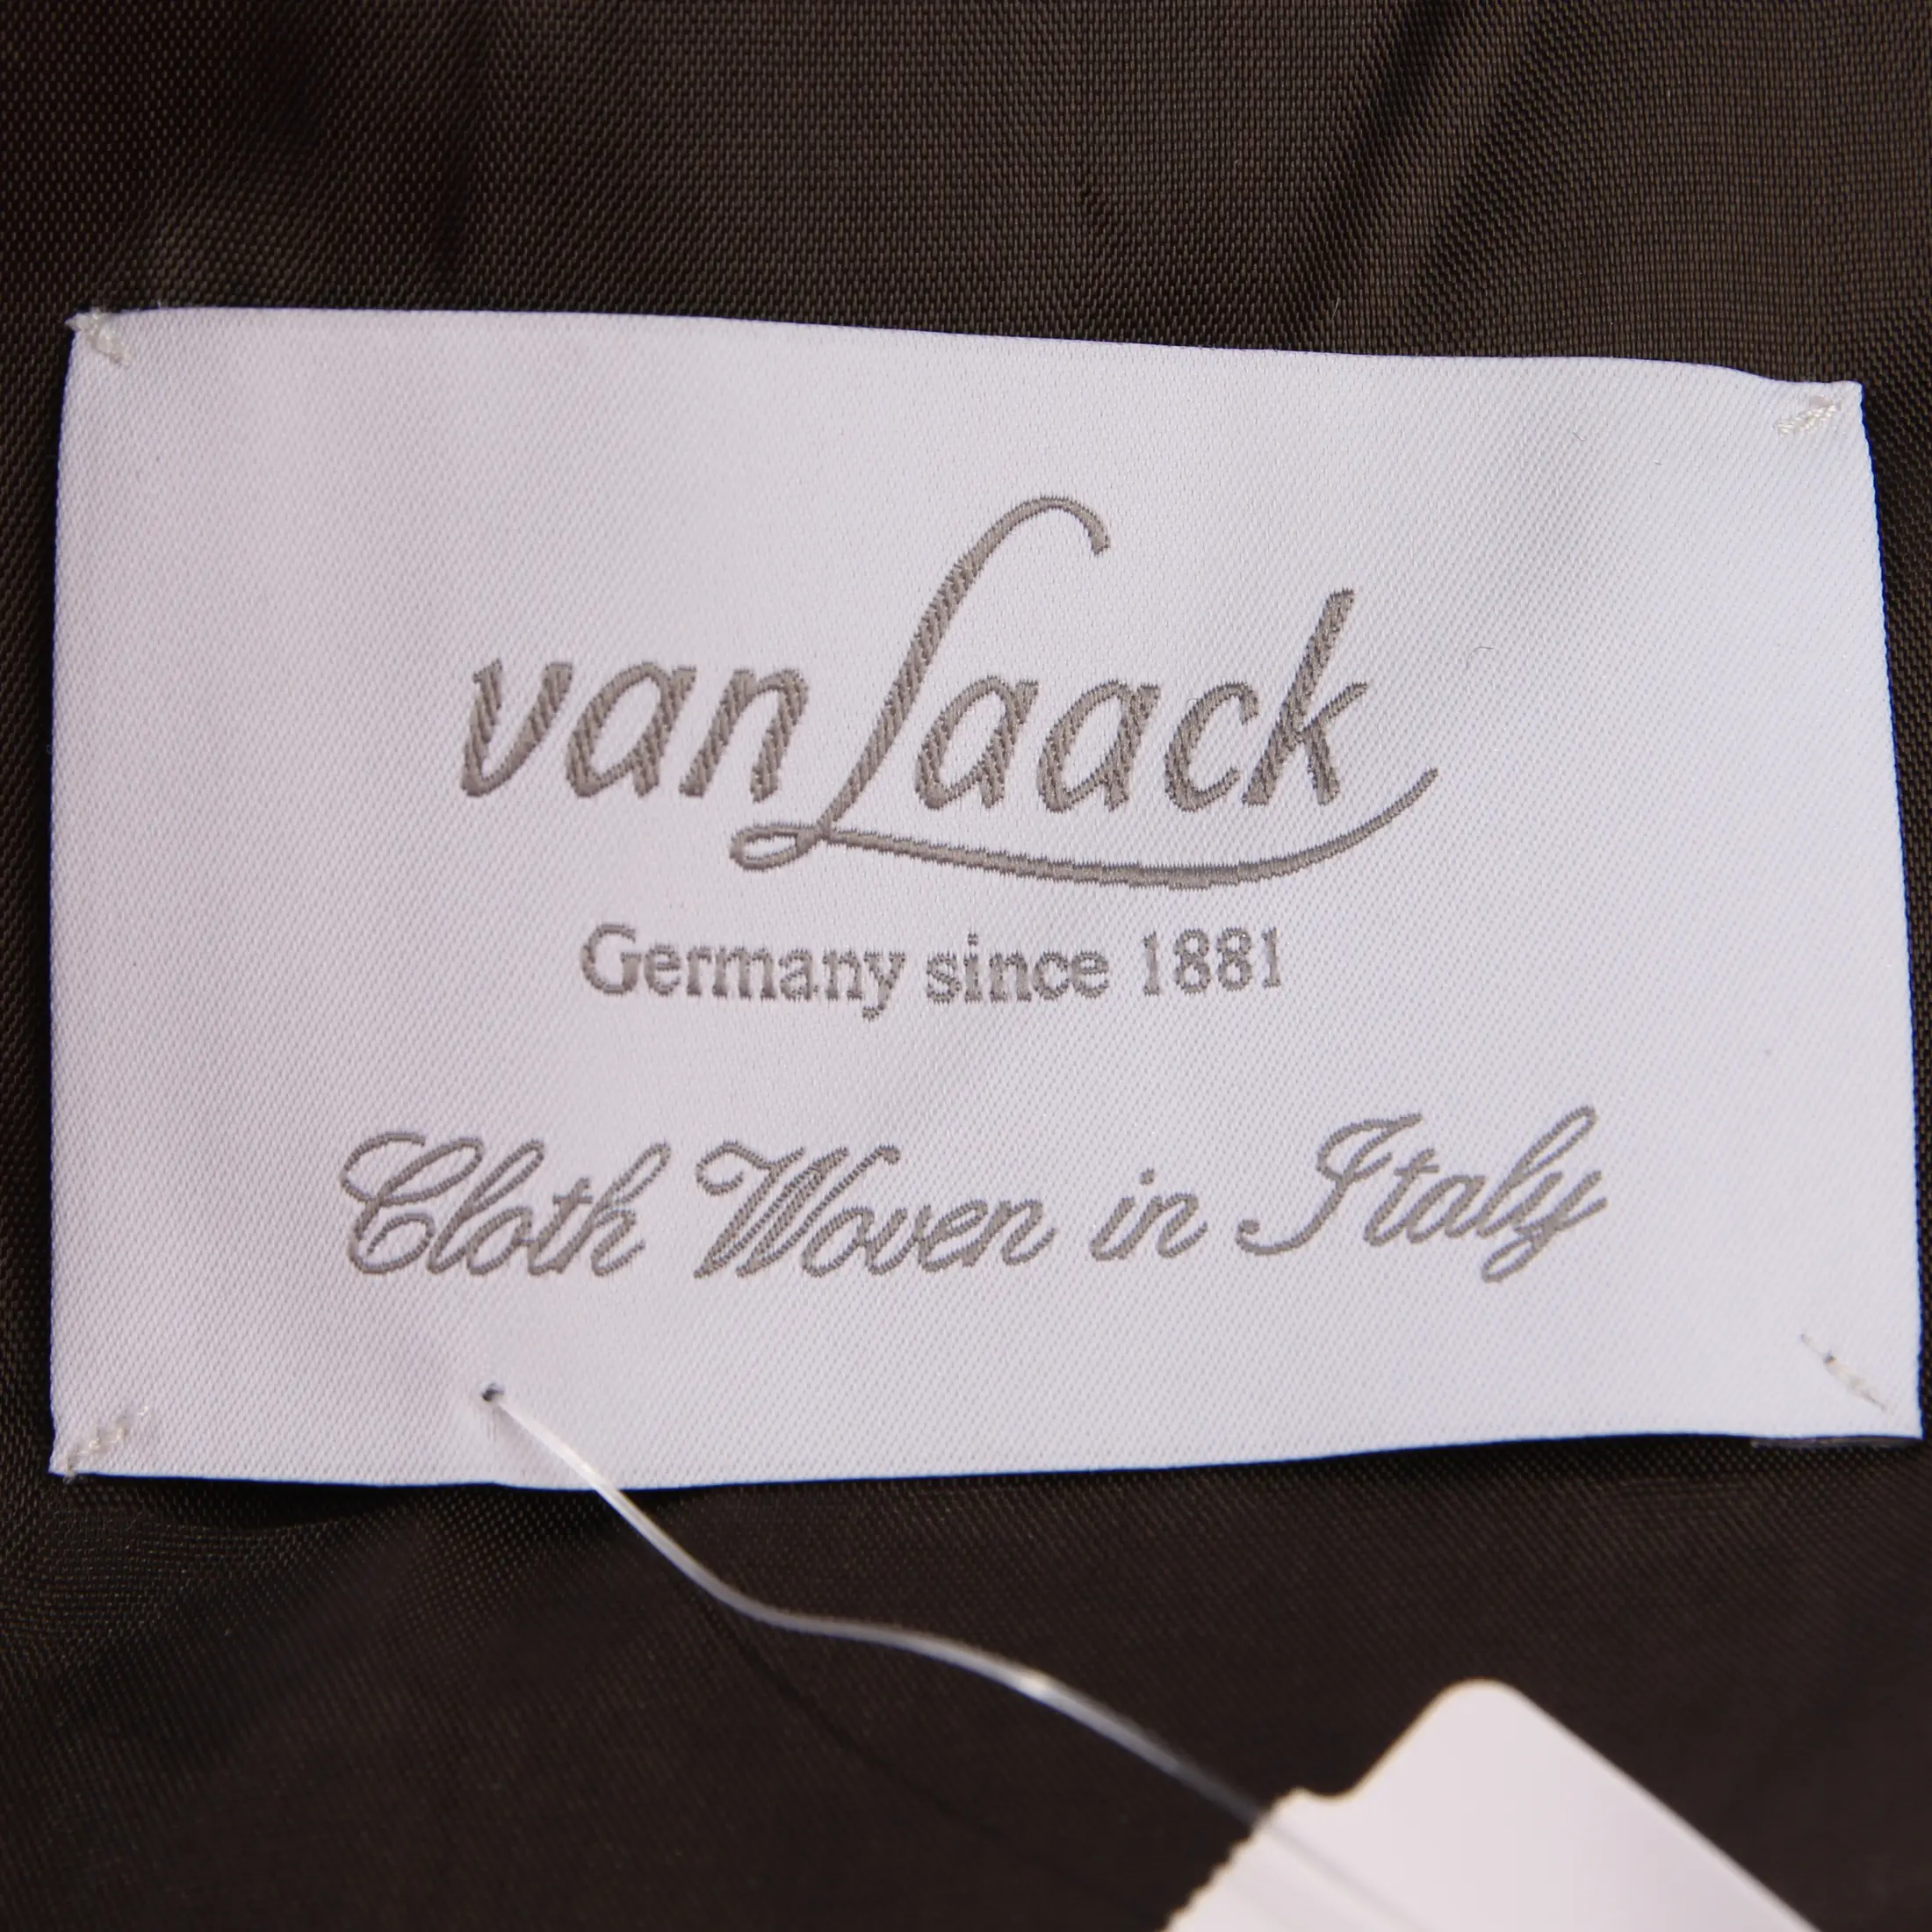 van Laack
Germany since 1881
Cloth Woven in Italy